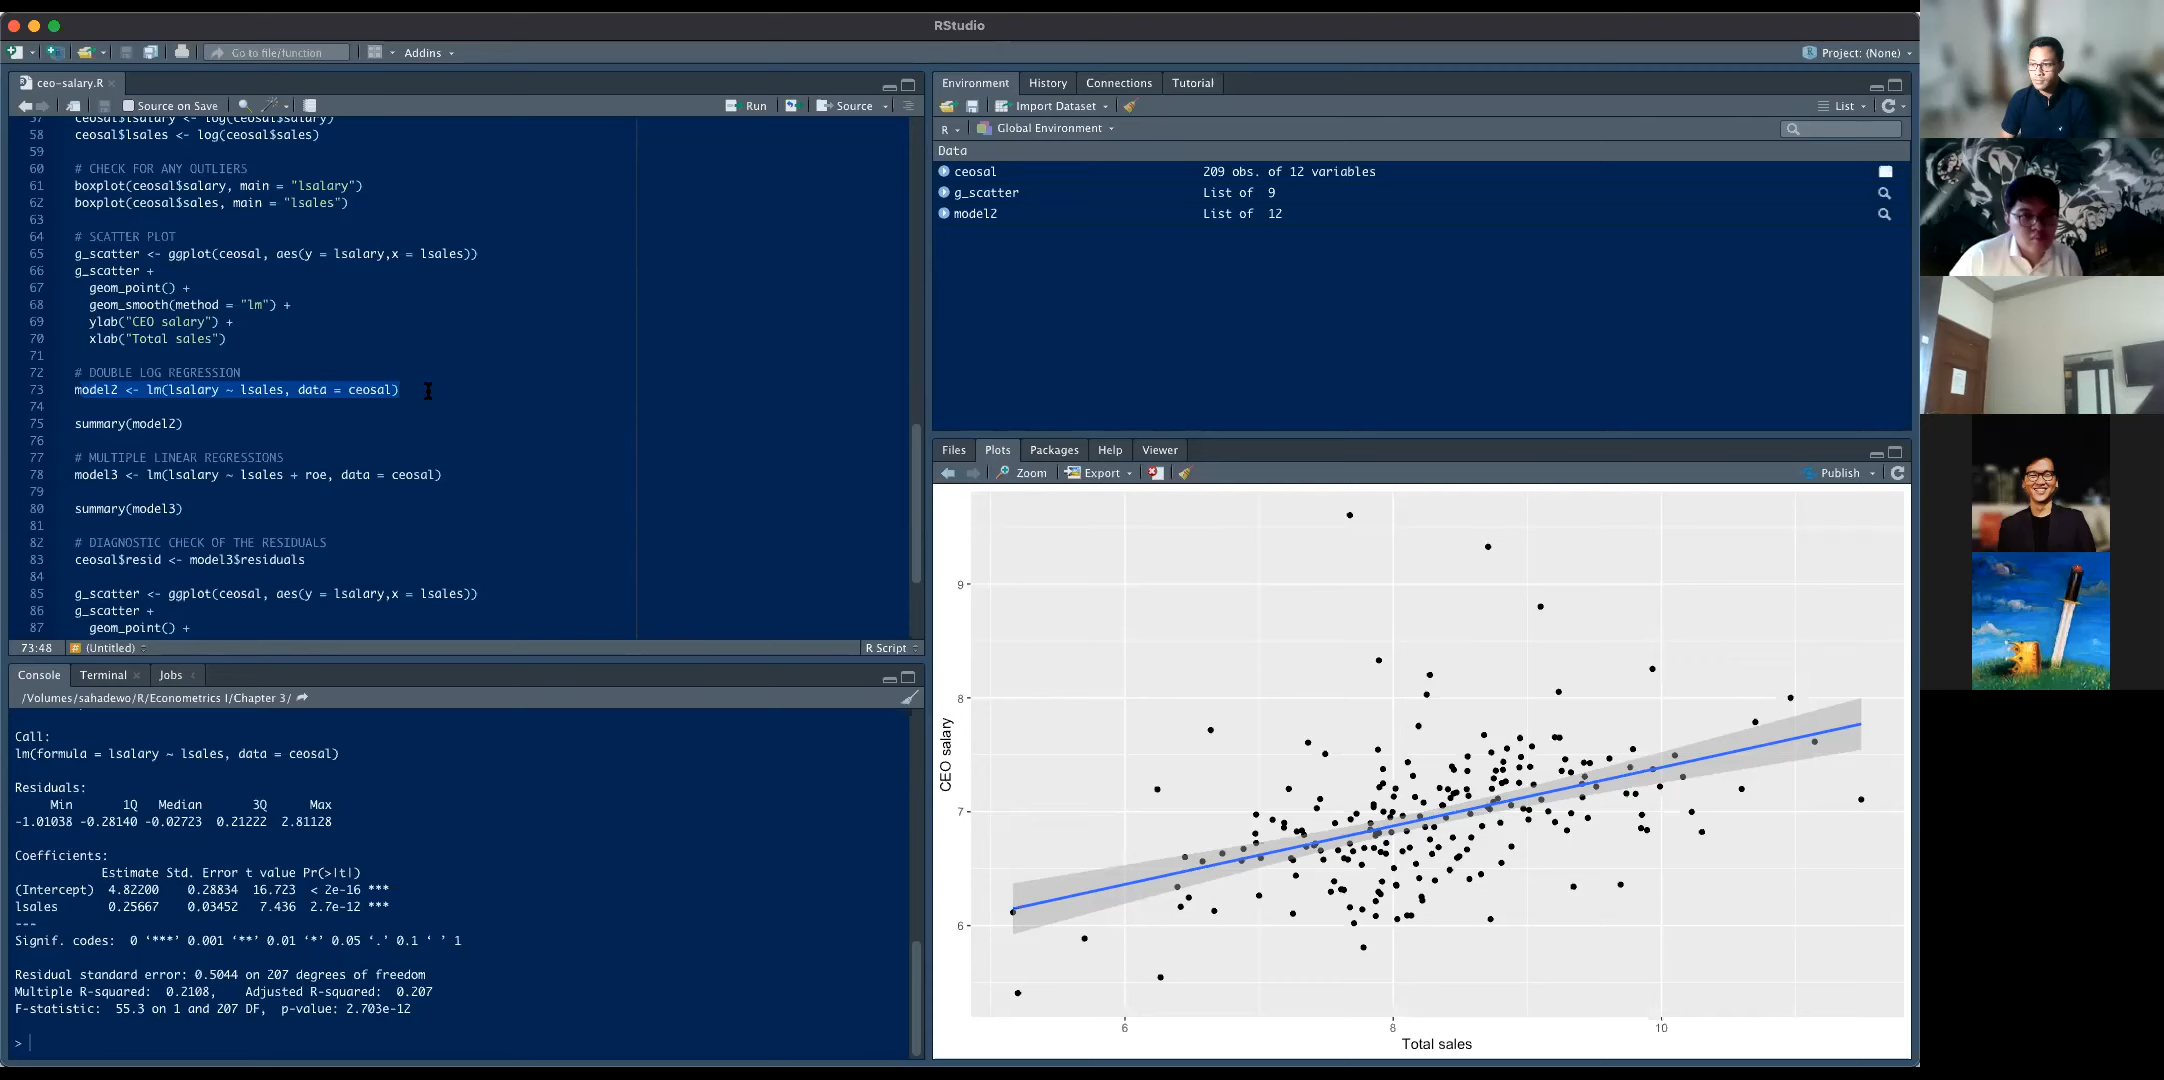 RStudio
Go to file/function
Addins
Project: (None)
ceo-salary.R
Source on Save
Run
Source
57 ceosal$lsalary <- log(ceosal$salary)
58 ceosal$lsales <- log(ceosal$sales)
59
60 # CHECK FOR ANY OUTLIERS
61 boxplot(ceosal$salary, main = "lsalary")
62 boxplot(ceosal$sales, main = "lsales")
63
64 # SCATTER PLOT
65 g_scatter <- ggplot(ceosal, aes(y = lsalary,x = lsales))
66 g_scatter +
67 geom_point() +
68 geom_smooth(method = "lm") +
69 ylab("CEO salary") +
70 xlab("Total sales")
71
72 # DOUBLE LOG REGRESSION
73 model2 <- lm(lsalary ~ lsales, data = ceosal)
74
75 summary(model2)
76
77 # MULTIPLE LINEAR REGRESSIONS
78 model3 <- lm(lsalary ~ lsales + roe, data = ceosal)
79
80 summary(model3)
81
82 # DIAGNOSTIC CHECK OF THE RESIDUALS
83 ceosal$resid <- model3$residuals
84
85 g_scatter <- ggplot(ceosal, aes(y = lsalary,x = lsales))
86 g_scatter +
87 geom_point() +
73:48 # (Untitled) R Script
Console Terminal Jobs
/Volumes/sahadewo/R/Econometrics I/Chapter 3/
Call:
lm(formula = lsalary ~ lsales, data = ceosal)
Residuals:
Min 1Q Median 3Q Max
-1.01038 -0.28140 -0.02723 0.21222 2.81128
Coefficients:
Estimate Std. Error t value Pr(>|t|)
(Intercept) 4.82200 0.28834 16.723 < 2e-16 ***
lsales 0.25667 0.03452 7.436 2.7e-12 ***
---
Signif. codes: 0 ‘***’ 0.001 ‘**’ 0.01 ‘*’ 0.05 ‘.’ 0.1 ‘ ’ 1
Residual standard error: 0.5044 on 207 degrees of freedom
Multiple R-squared: 0.2108, Adjusted R-squared: 0.207
F-statistic: 55.3 on 1 and 207 DF, p-value: 2.703e-12
>
Environment History Connections Tutorial
Import Dataset
List
R Global Environment
Data
ceosal 209 obs. of 12 variables
g_scatter List of 9
model2 List of 12
Files Plots Packages Help Viewer
Zoom Export Publish
9
8
7
6
CEO salary
6 8 10
Total sales